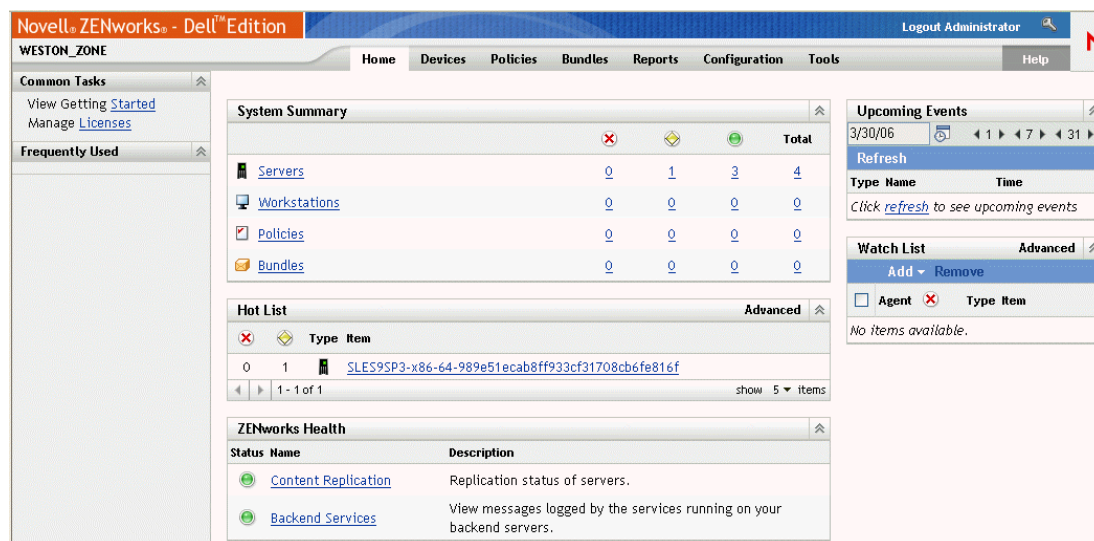 Novell® ZENworks® - Dell™ Edition
Logout Administrator
WESTON_ZONE
Home Devices Policies Bundles Reports Configuration Tools Help
Common Tasks
View Getting Started
Manage Licenses
Frequently Used
System Summary
Total
Servers 0 1 3 4
Workstations 0 0 0 0
Policies 0 0 0 0
Bundles 0 0 0 0
Hot List Advanced
Type Item
0 1 SLES9SP3-x86-64-989e51ecab8ff933cf31708cb6fe816f
1 - 1 of 1 show 5 items
ZENworks Health
Status Name Description
Content Replication Replication status of servers.
Backend Services View messages logged by the services running on your
backend servers.
Upcoming Events
3/30/06 1 7 31
Refresh
Type Name Time
Click refresh to see upcoming events
Watch List Advanced
Add Remove
Agent Type Item
No items available.